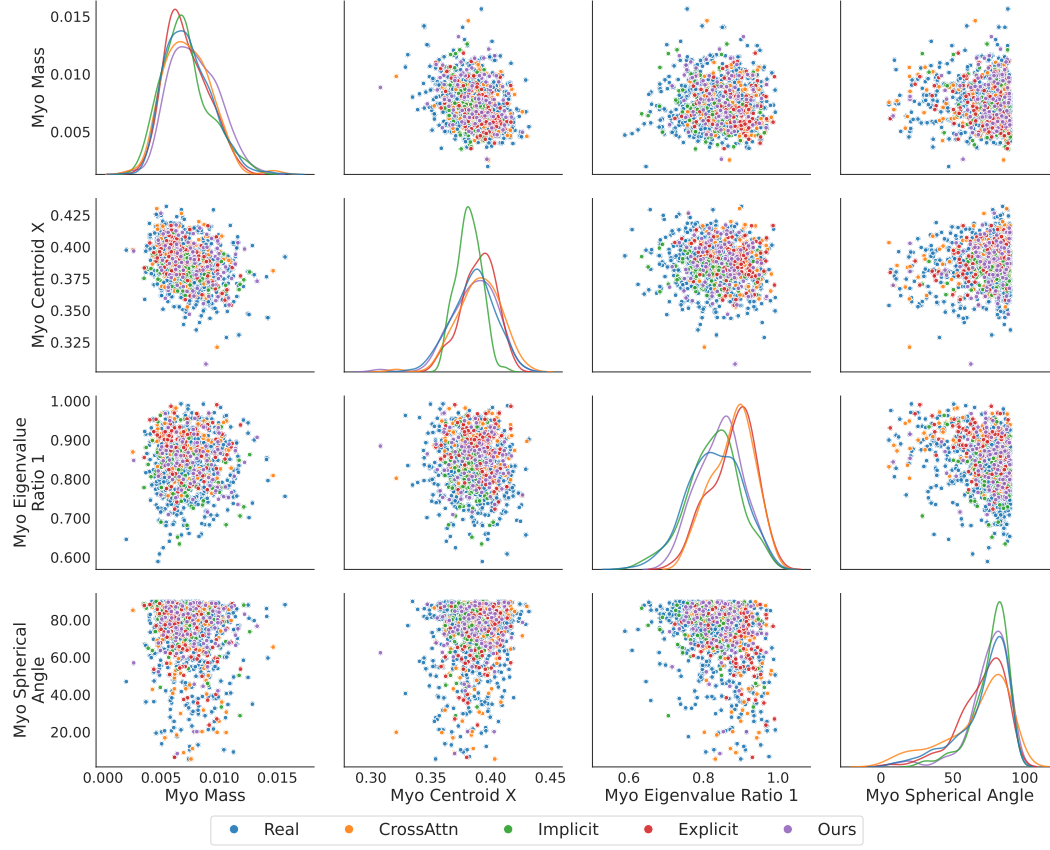 0.015
0.010
0.005
Myo Mass
0.425
0.400
0.375
0.350
0.325
Myo Centroid X
1.000
0.900
0.800
0.700
0.600
Myo Eigenvalue
Ratio 1
80.00
60.00
40.00
20.00
Myo Spherical
Angle
0.000 0.005 0.010 0.015
0.30 0.35 0.40 0.45
0.6 0.8 1.0
0 50 100
Myo Mass
Myo Centroid X
Myo Eigenvalue Ratio 1
Myo Spherical Angle
Real CrossAttn Implicit Explicit Ours